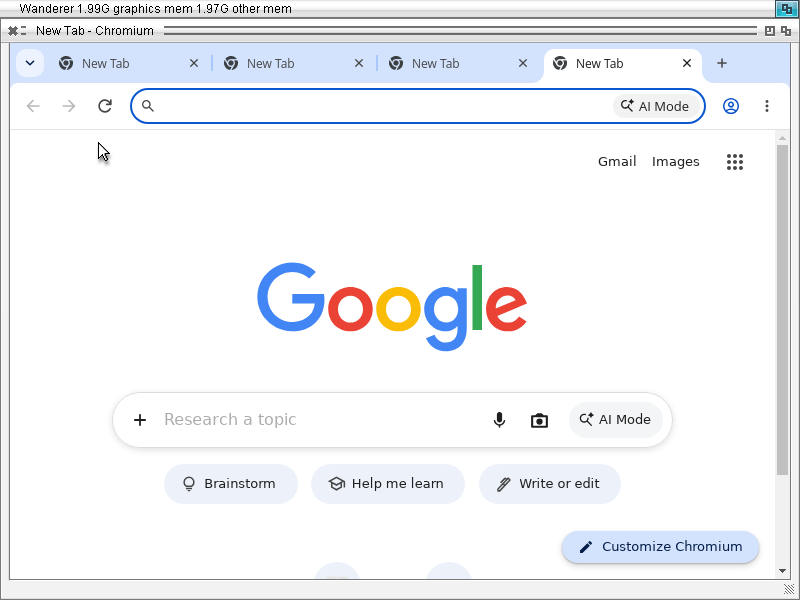 Wanderer 1.99G graphics mem 1.97G other mem
New Tab - Chromium
New Tab
New Tab
New Tab
New Tab
AI Mode
Gmail
Images
Google
Research a topic
AI Mode
Brainstorm
Help me learn
Write or edit
Customize Chromium